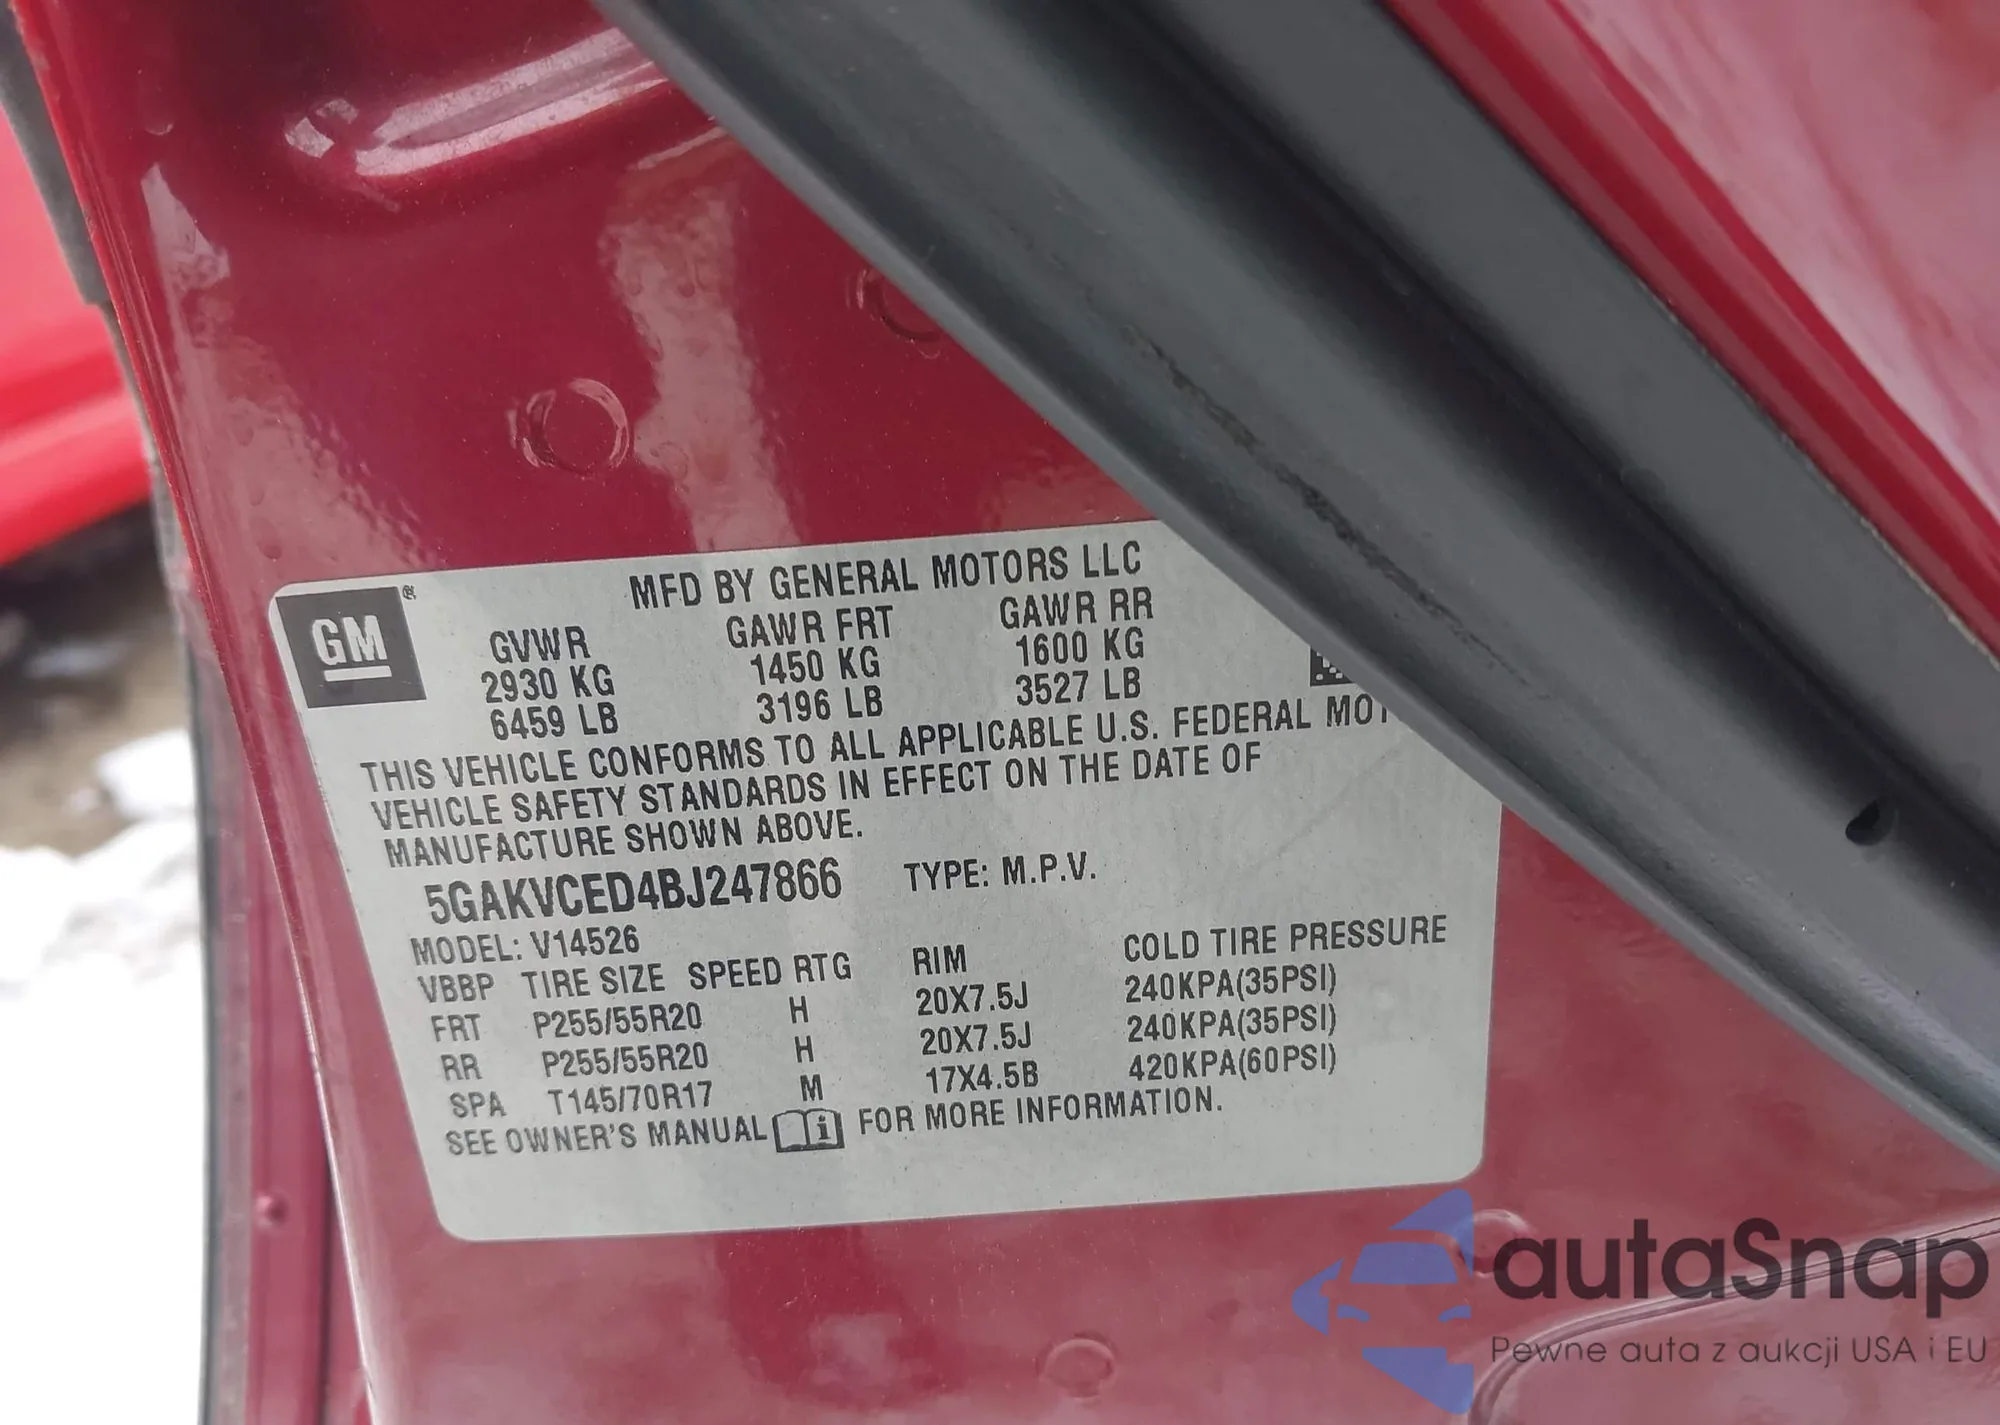 GM®
MFD BY GENERAL MOTORS LLC
GVWR GAWR FRT GAWR RR
2930 KG 1450 KG 1600 KG
6459 LB 3196 LB 3527 LB
THIS VEHICLE CONFORMS TO ALL APPLICABLE U.S. FEDERAL MOT
VEHICLE SAFETY STANDARDS IN EFFECT ON THE DATE OF
MANUFACTURE SHOWN ABOVE.
5GAKVCED4BJ247866 TYPE: M.P.V.
MODEL: V14526
VBBP TIRE SIZE SPEED RTG RIM COLD TIRE PRESSURE
FRT P255/55R20 H 20X7.5J 240KPA(35PSI)
RR P255/55R20 H 20X7.5J 240KPA(35PSI)
SPA T145/70R17 M 17X4.5B 420KPA(60PSI)
SEE OWNER'S MANUAL i FOR MORE INFORMATION.
autaSnap
Pewne auta z aukcji USA i EU